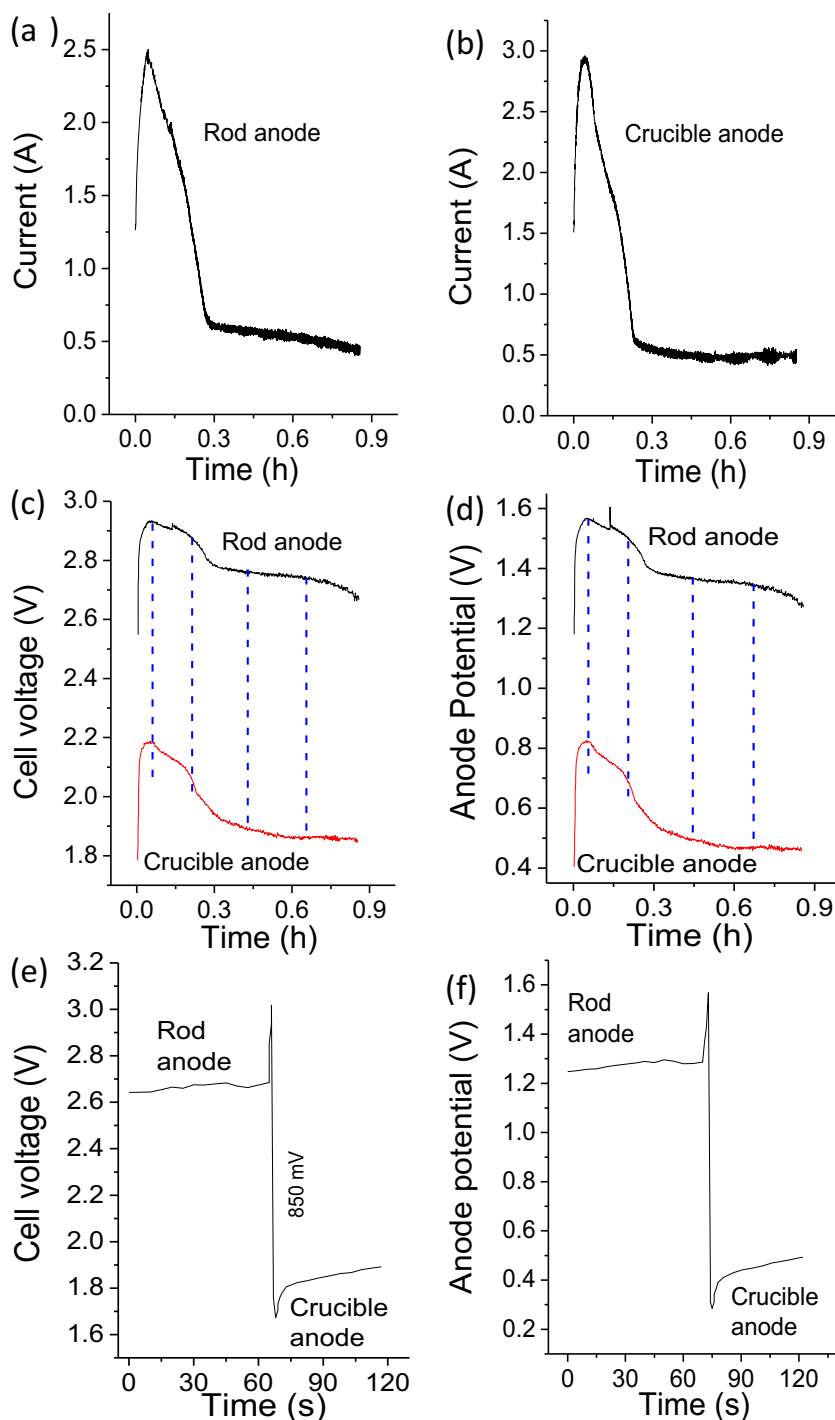 (a )
Current (A)
2.5
2.0
1.5
1.0
0.5
0.0
Rod anode
0.0 0.3 0.6 0.9
Time (h)
(b)
Current (A)
3.0
2.5
2.0
1.5
1.0
0.5
0.0
Crucible anode
0.0 0.3 0.6 0.9
Time (h)
(c)
Cell voltage (V)
3.0
2.8
2.6
2.4
2.2
2.0
1.8
Rod anode
Crucible anode
0.0 0.3 0.6 0.9
Time (h)
(d)
Anode Potential (V)
1.6
1.4
1.2
1.0
0.8
0.6
0.4
Rod anode
Crucible anode
0.0 0.3 0.6 0.9
Time (h)
(e)
Cell voltage (V)
3.2
3.0
2.8
2.6
2.4
2.2
2.0
1.8
1.6
Rod
anode
850 mV
Crucible
anode
0 30 60 90 120
Time (s)
(f)
Anode potential (V)
1.6
1.4
1.2
1.0
0.8
0.6
0.4
0.2
Rod
anode
Crucible
anode
0 30 60 90 120
Time (s)